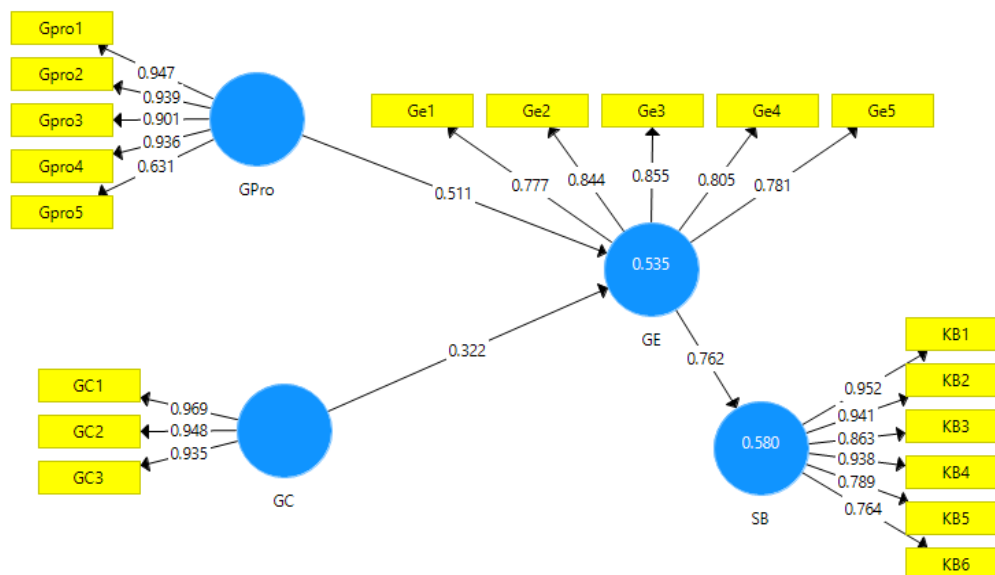 Gpro1
Gpro2
Gpro3
Gpro4
Gpro5
0.947
0.939
0.901
0.936
0.631
GPro
Ge1
Ge2
Ge3
Ge4
Ge5
0.777
0.844
0.855
0.805
0.781
0.511
0.535
GE
0.322
0.762
GC1
GC2
GC3
0.969
0.948
0.935
GC
0.580
SB
0.952
0.941
0.863
0.938
0.789
0.764
KB1
KB2
KB3
KB4
KB5
KB6